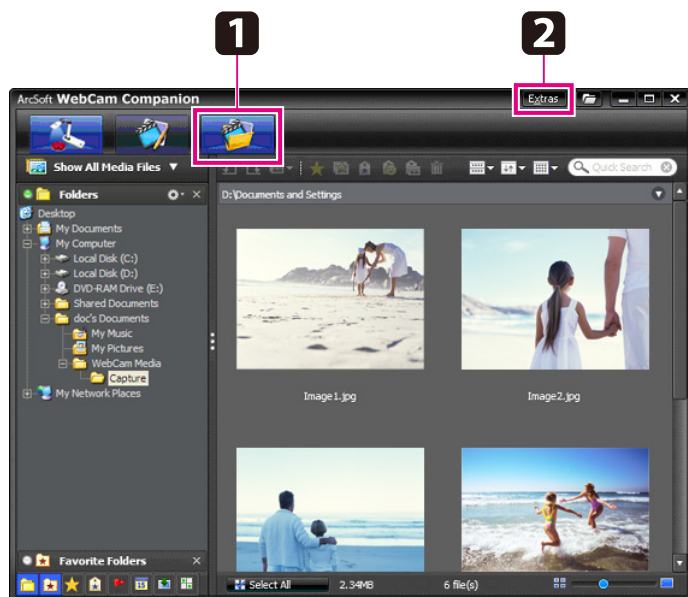 1
2
ArcSoft WebCam Companion
Extras
Show All Media Files
Quick Search
Folders
D:\Documents and Settings
Desktop
My Documents
My Computer
Local Disk (C:)
Local Disk (D:)
DVD-RAM Drive (E:)
Shared Documents
doc's Documents
My Music
My Pictures
WebCam Media
Capture
My Network Places
Image1.jpg
Image2.jpg
Favorite Folders
Select All
2.34MB
6 file(s)